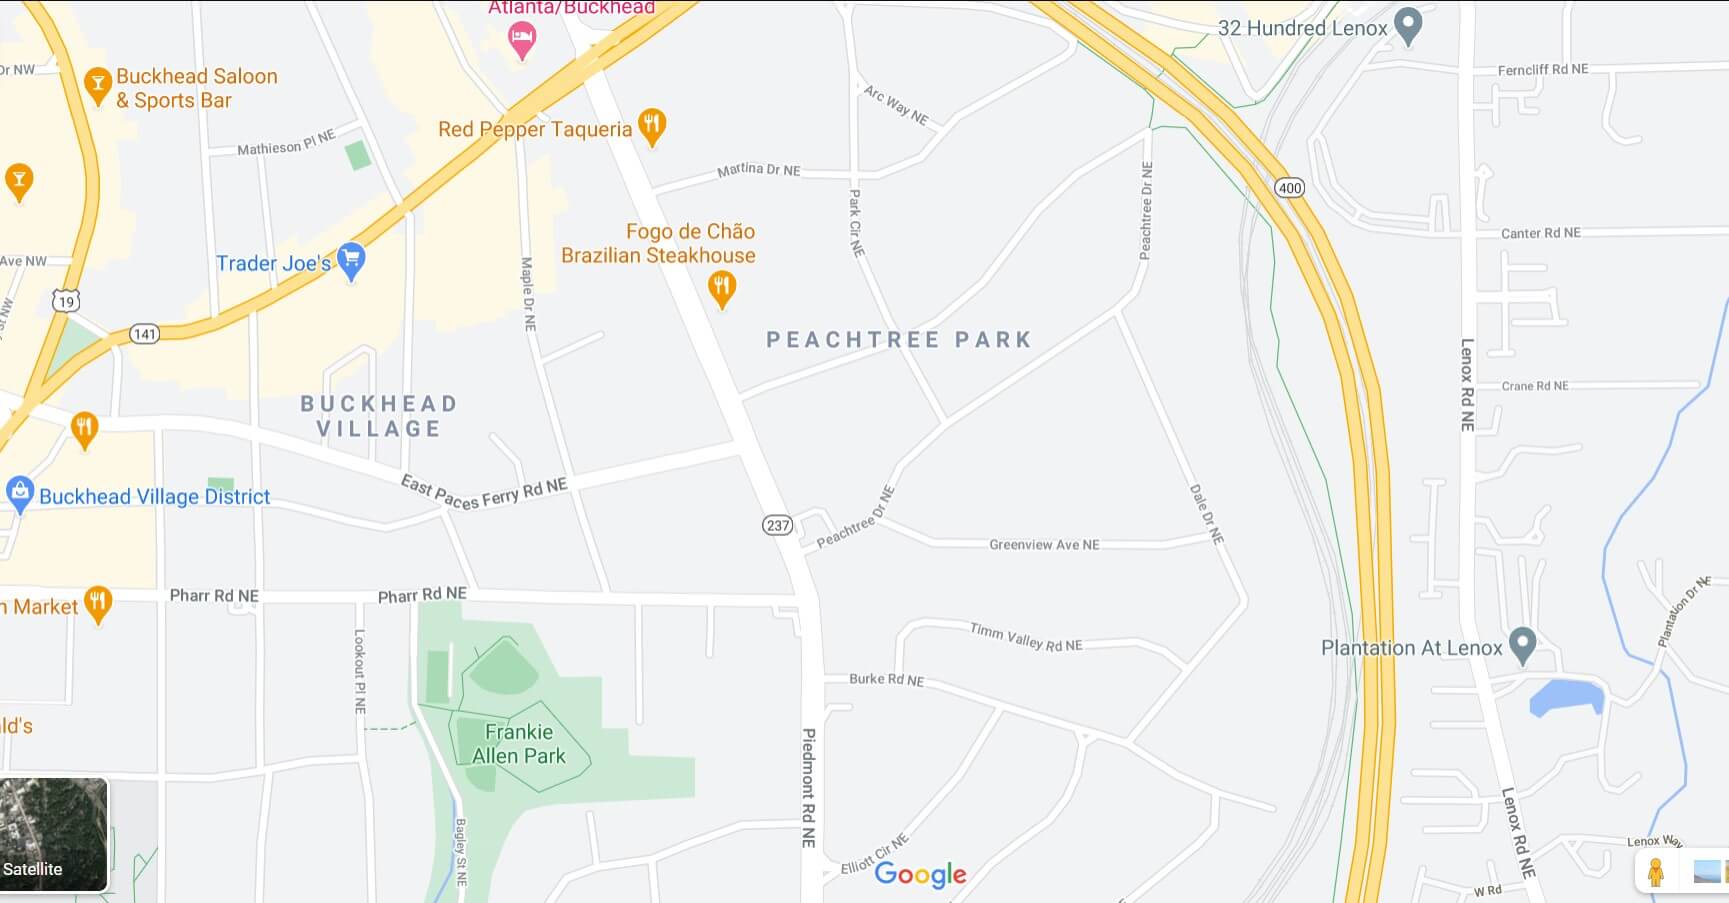 Atlanta/Buckhead
32 Hundred Lenox
Dr NW
Buckhead Saloon
& Sports Bar
Ferncliff Rd NE
Arc Way NE
Red Pepper Taqueria
Mathieson Pl NE
Martina Dr NE
Peachtree Dr NE
400
Park Cir NE
Fogo de Chão
Brazilian Steakhouse
Canter Rd NE
Ave NW
Trader Joe's
Maple Dr NE
19
St NW
141
PEACHTREE PARK
Lenox Rd NE
Crane Rd NE
BUCKHEAD
VILLAGE
East Paces Ferry Rd NE
Buckhead Village District
237
Peachtree Dr NE
Dale Dr NE
Greenview Ave NE
Pharr Rd NE
Pharr Rd NE
n Market
Plantation Dr NE
Lookout Pl NE
Timm Valley Rd NE
Plantation At Lenox
Burke Rd NE
ld's
Frankie
Allen Park
Piedmont Rd NE
Lenox Rd NE
Bagley St NE
Elliott Cir NE
Lenox Way
Satellite
Google
W Rd